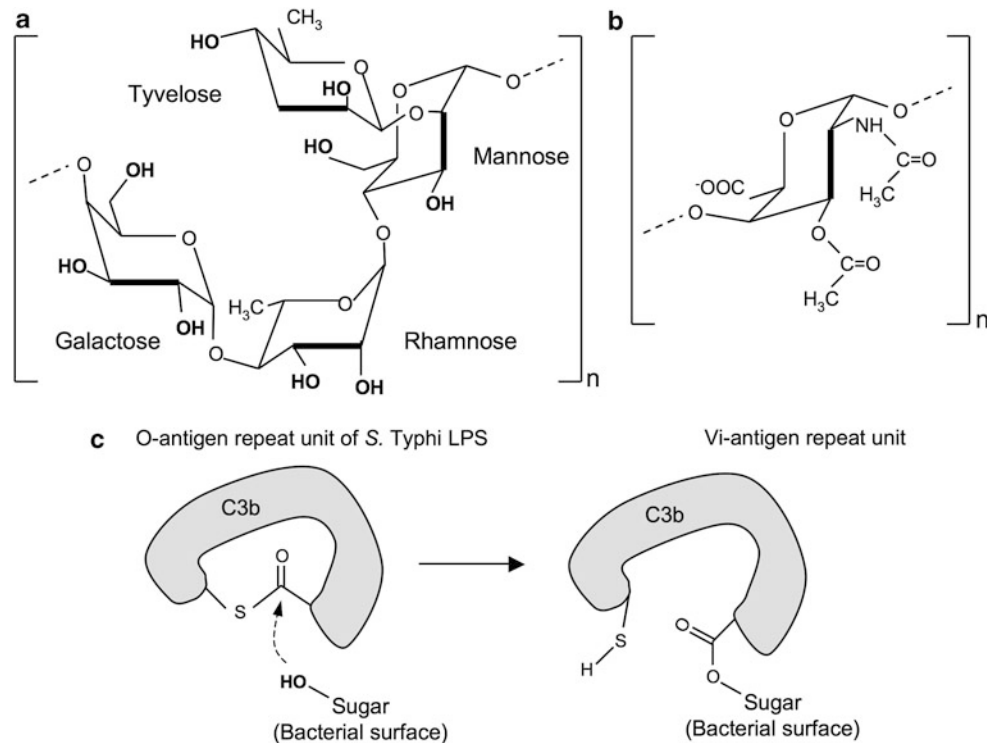 a
b
CH3
HO
O
O
O
HO
Tyvelose
O
O
NH
C=O
H3C
-OOC
O
O
C=O
H3C
n
HO
O
Mannose
OH
O
OH
O
HO
OH
O
H3C
O
Galactose
O
Rhamnose
HO
OH
n
c O-antigen repeat unit of S. Typhi LPS
Vi-antigen repeat unit
C3b
O
S
HO
Sugar
(Bacterial surface)
C3b
S
H
O
O
Sugar
(Bacterial surface)